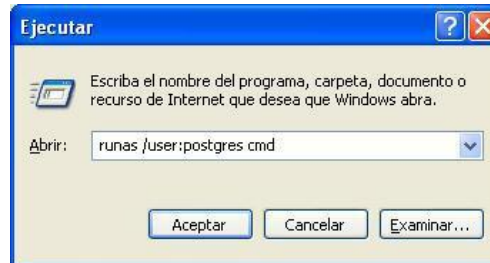 Ejecutar
Escriba el nombre del programa, carpeta, documento o
recurso de Internet que desea que Windows abra.
Abrir: runas /user:postgres cmd
Aceptar Cancelar Examinar...